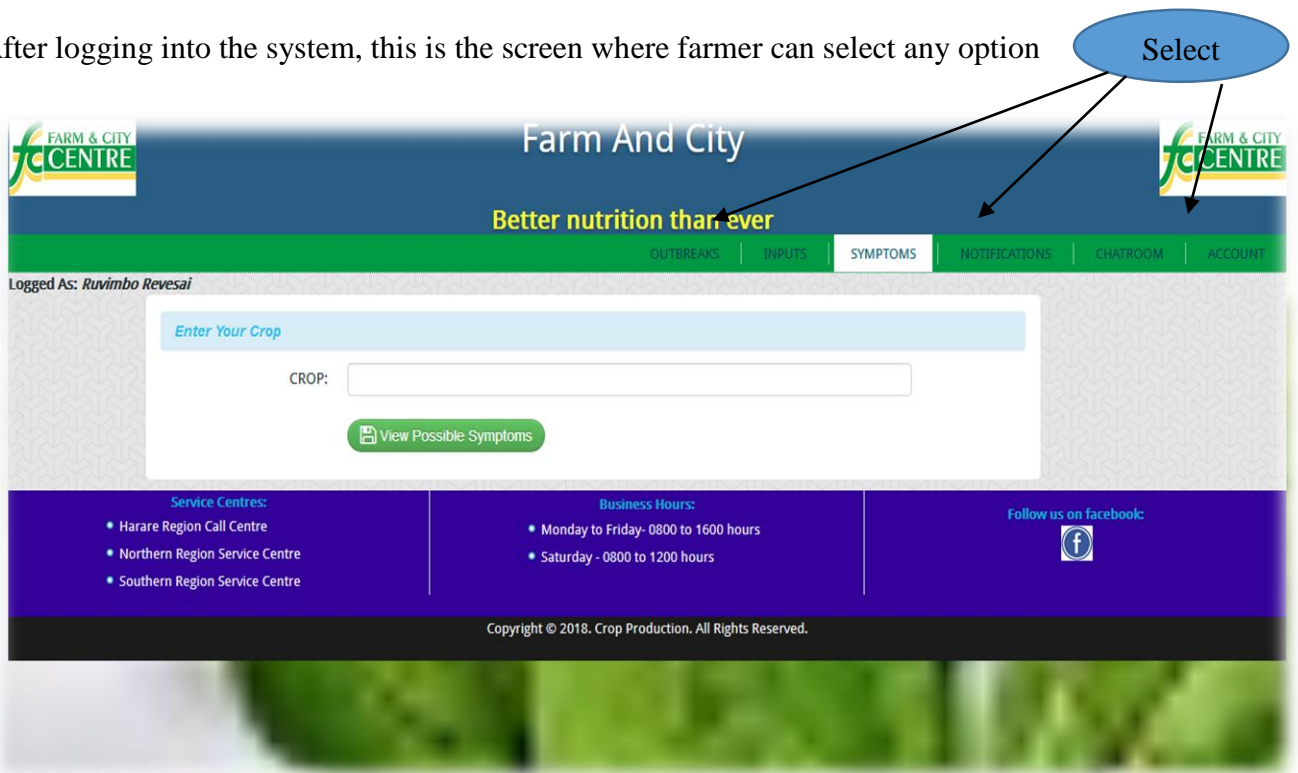 fter logging into the system, this is the screen where farmer can select any option
Select
FARM & CITY
CENTRE
Farm And City
FARM & CITY
CENTRE
Better nutrition than ever
OUTBREAKS INPUTS SYMPTOMS NOTIFICATIONS CHATROOM ACCOUNT
Logged As: Ruvimbo Revesai
Enter Your Crop
CROP:
View Possible Symptoms
Service Centres:
Harare Region Call Centre
Northern Region Service Centre
Southern Region Service Centre
Business Hours:
Monday to Friday- 0800 to 1600 hours
Saturday - 0800 to 1200 hours
Follow us on facebook:
Copyright © 2018. Crop Production. All Rights Reserved.